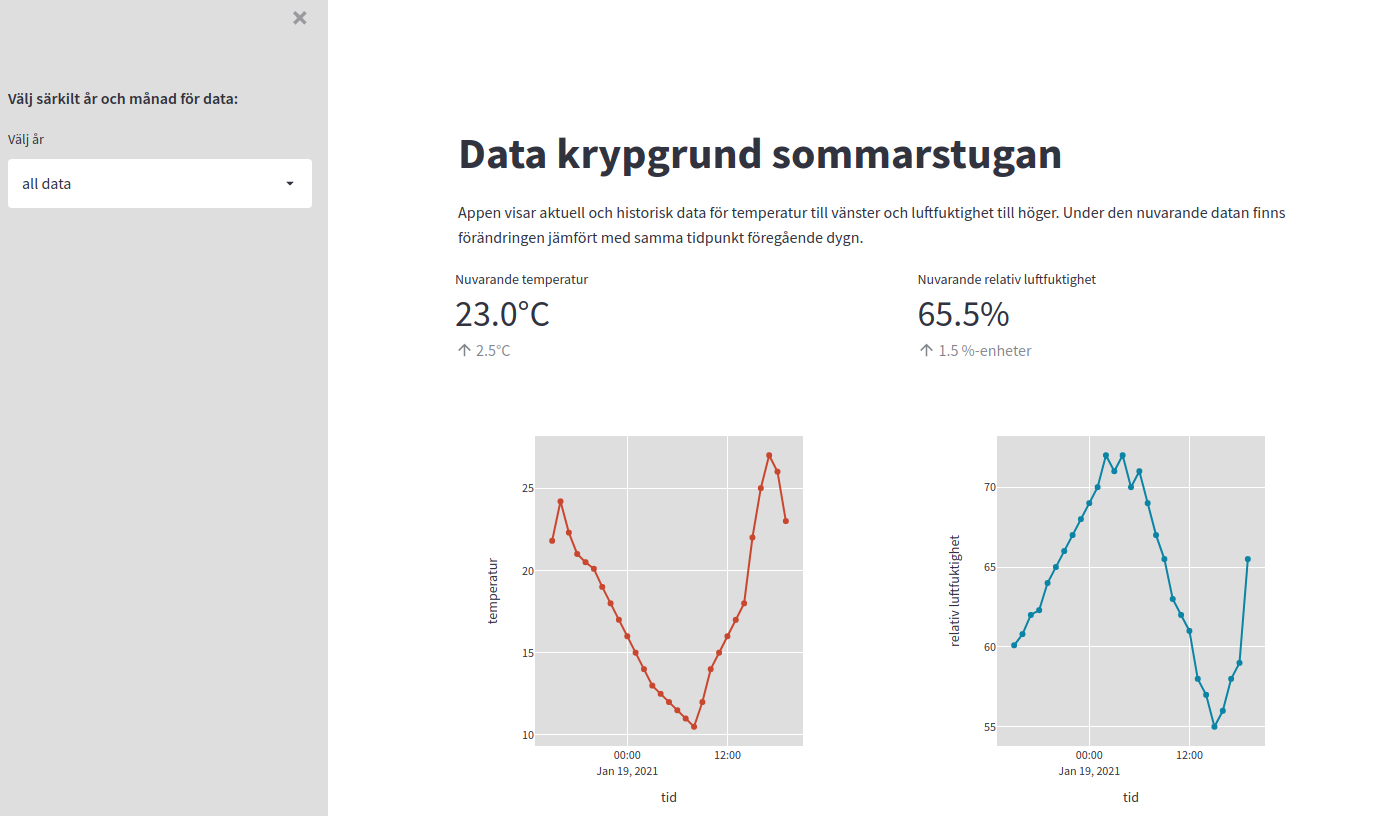 Välj särkilt år och månad för data:
Välj år
all data
Data krypgrund sommarstugan
Appen visar aktuell och historisk data för temperatur till vänster och luftfuktighet till höger. Under den nuvarande datan finns
förändringen jämfört med samma tidpunkt föregående dygn.
Nuvarande temperatur
23.0°C
↑ 2.5°C
Nuvarande relativ luftfuktighet
65.5%
↑ 1.5 %-enheter
temperatur
25
20
15
10
00:00
Jan 19, 2021
12:00
tid
relativ luftfuktighet
70
65
60
55
00:00
Jan 19, 2021
12:00
tid